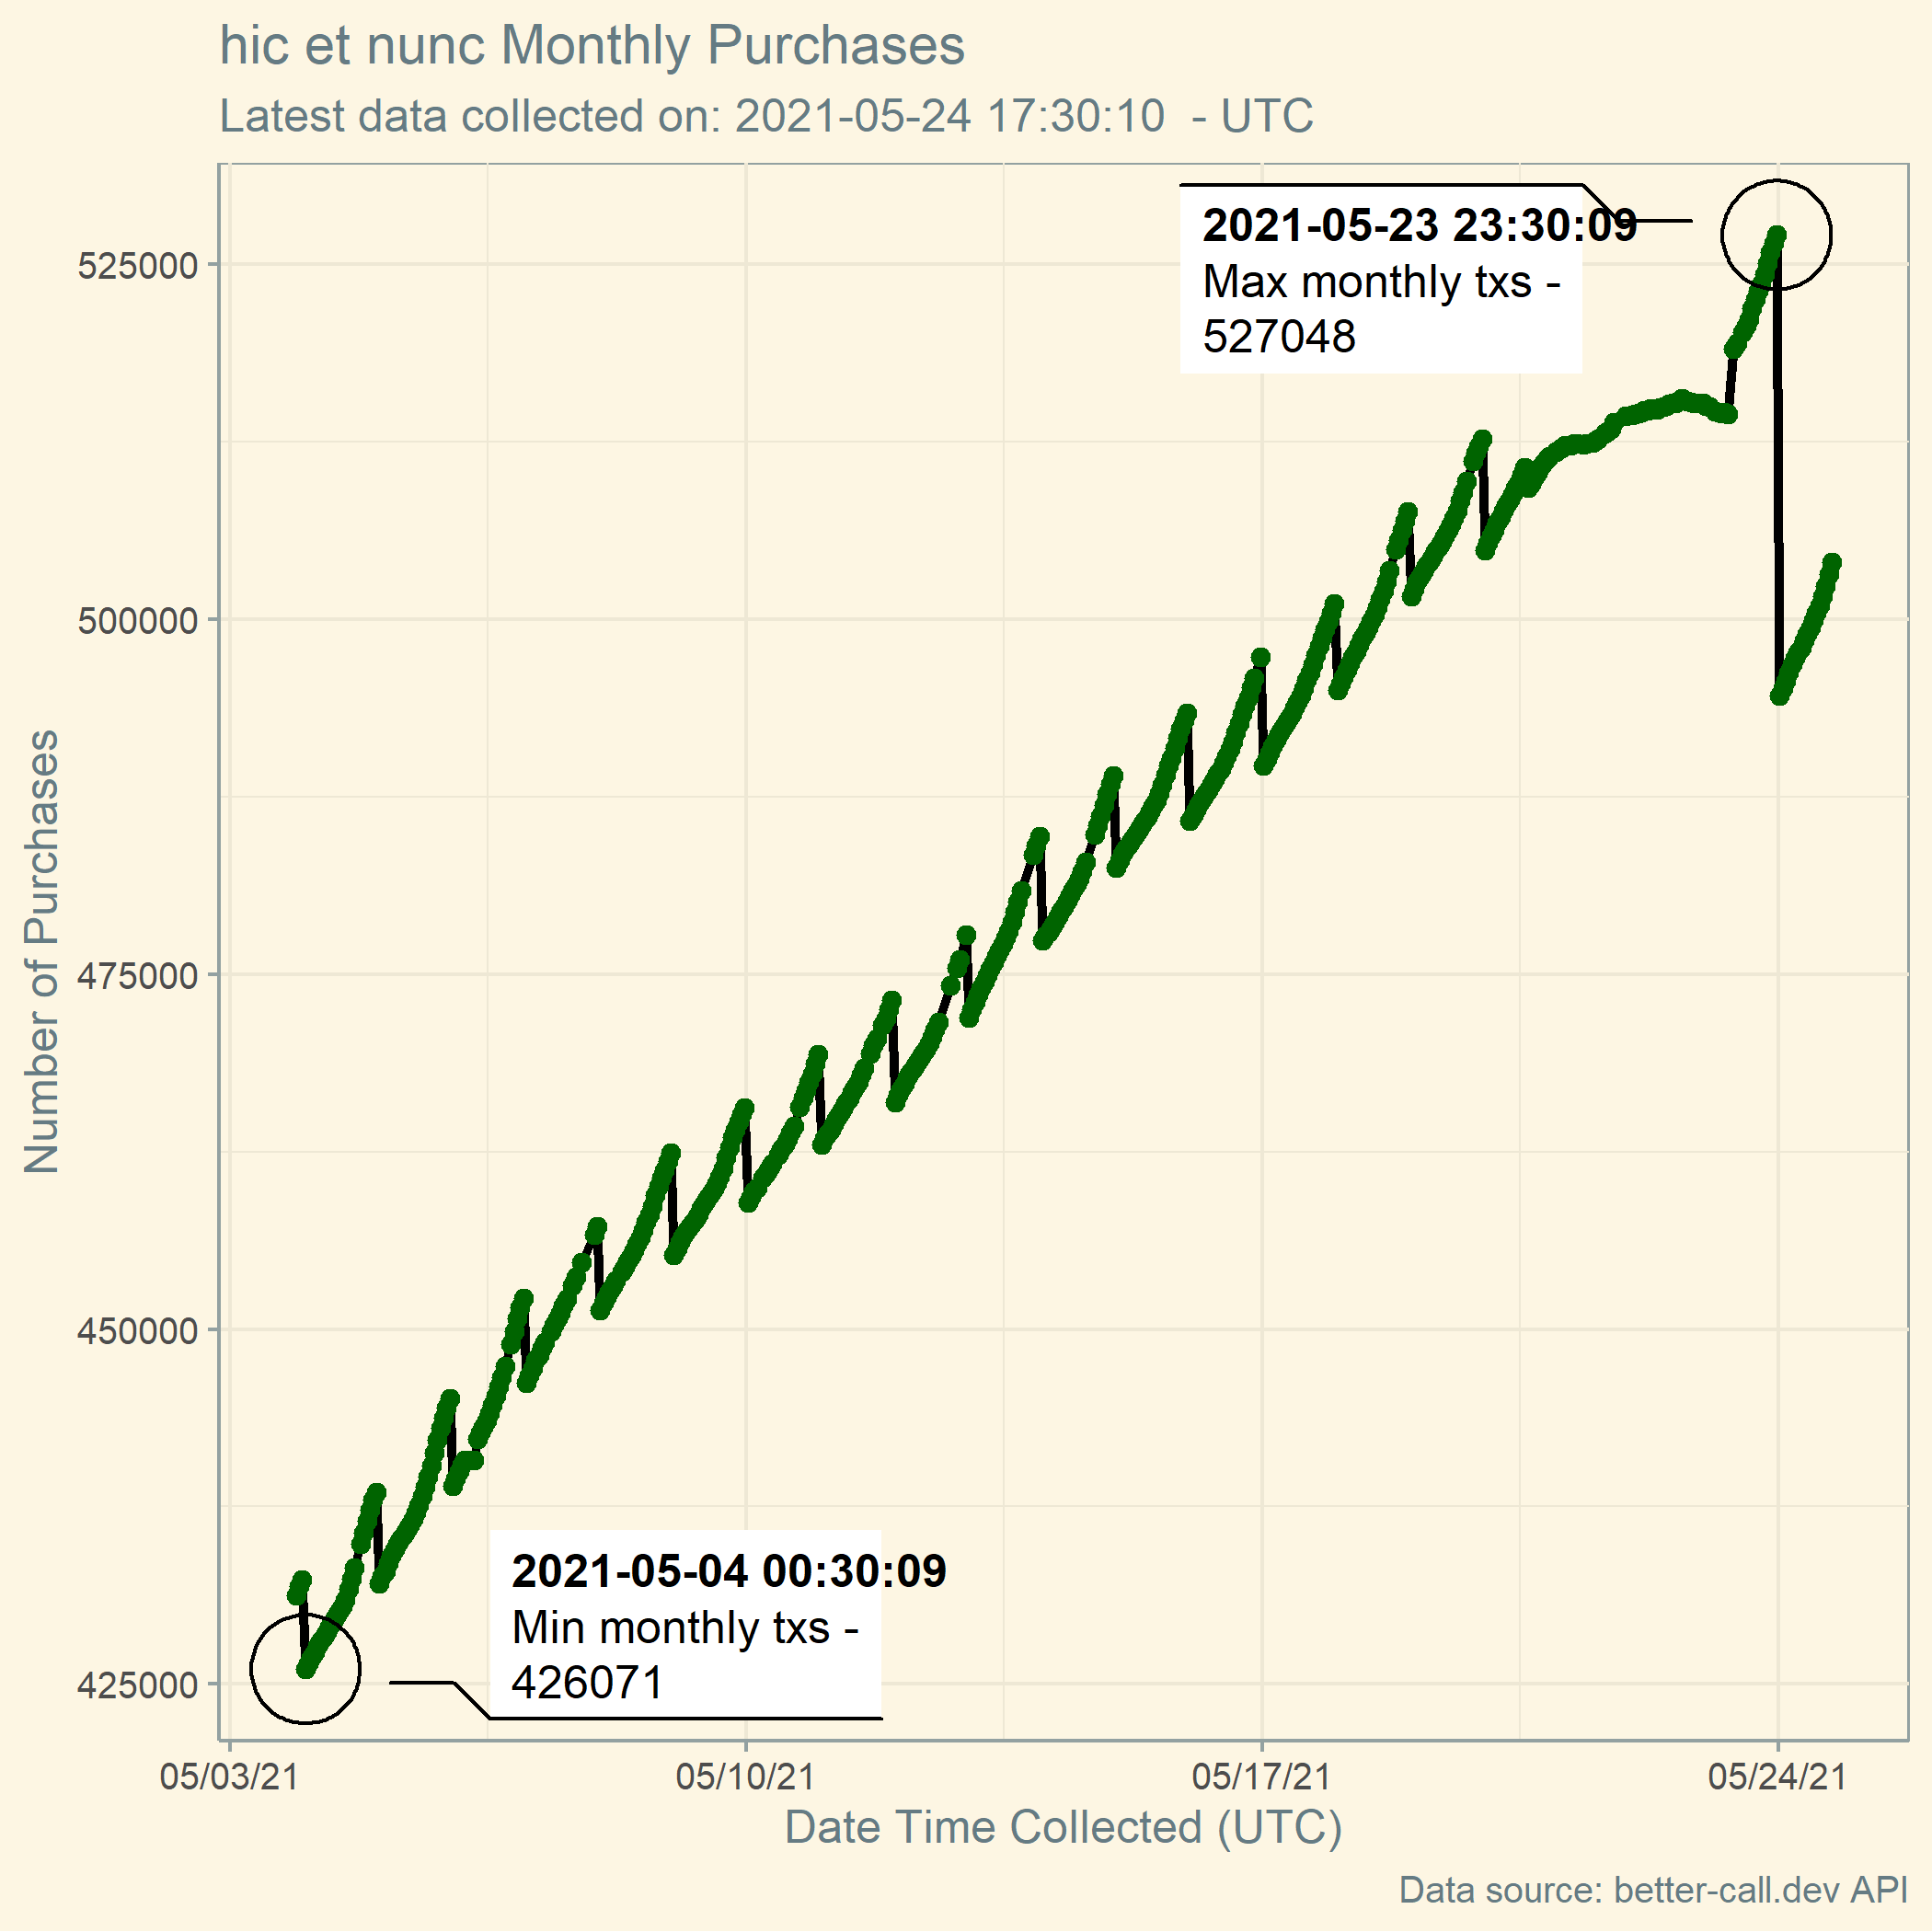 hic et nunc Monthly Purchases
Latest data collected on: 2021-05-24 17:30:10  - UTC
2021-05-23 23:30:09
Max monthly txs -
527048
525000
500000
475000
450000
425000
Number of Purchases
2021-05-04 00:30:09
Min monthly txs -
426071
05/03/21
05/10/21
05/17/21
05/24/21
Date Time Collected (UTC)
Data source: better-call.dev API